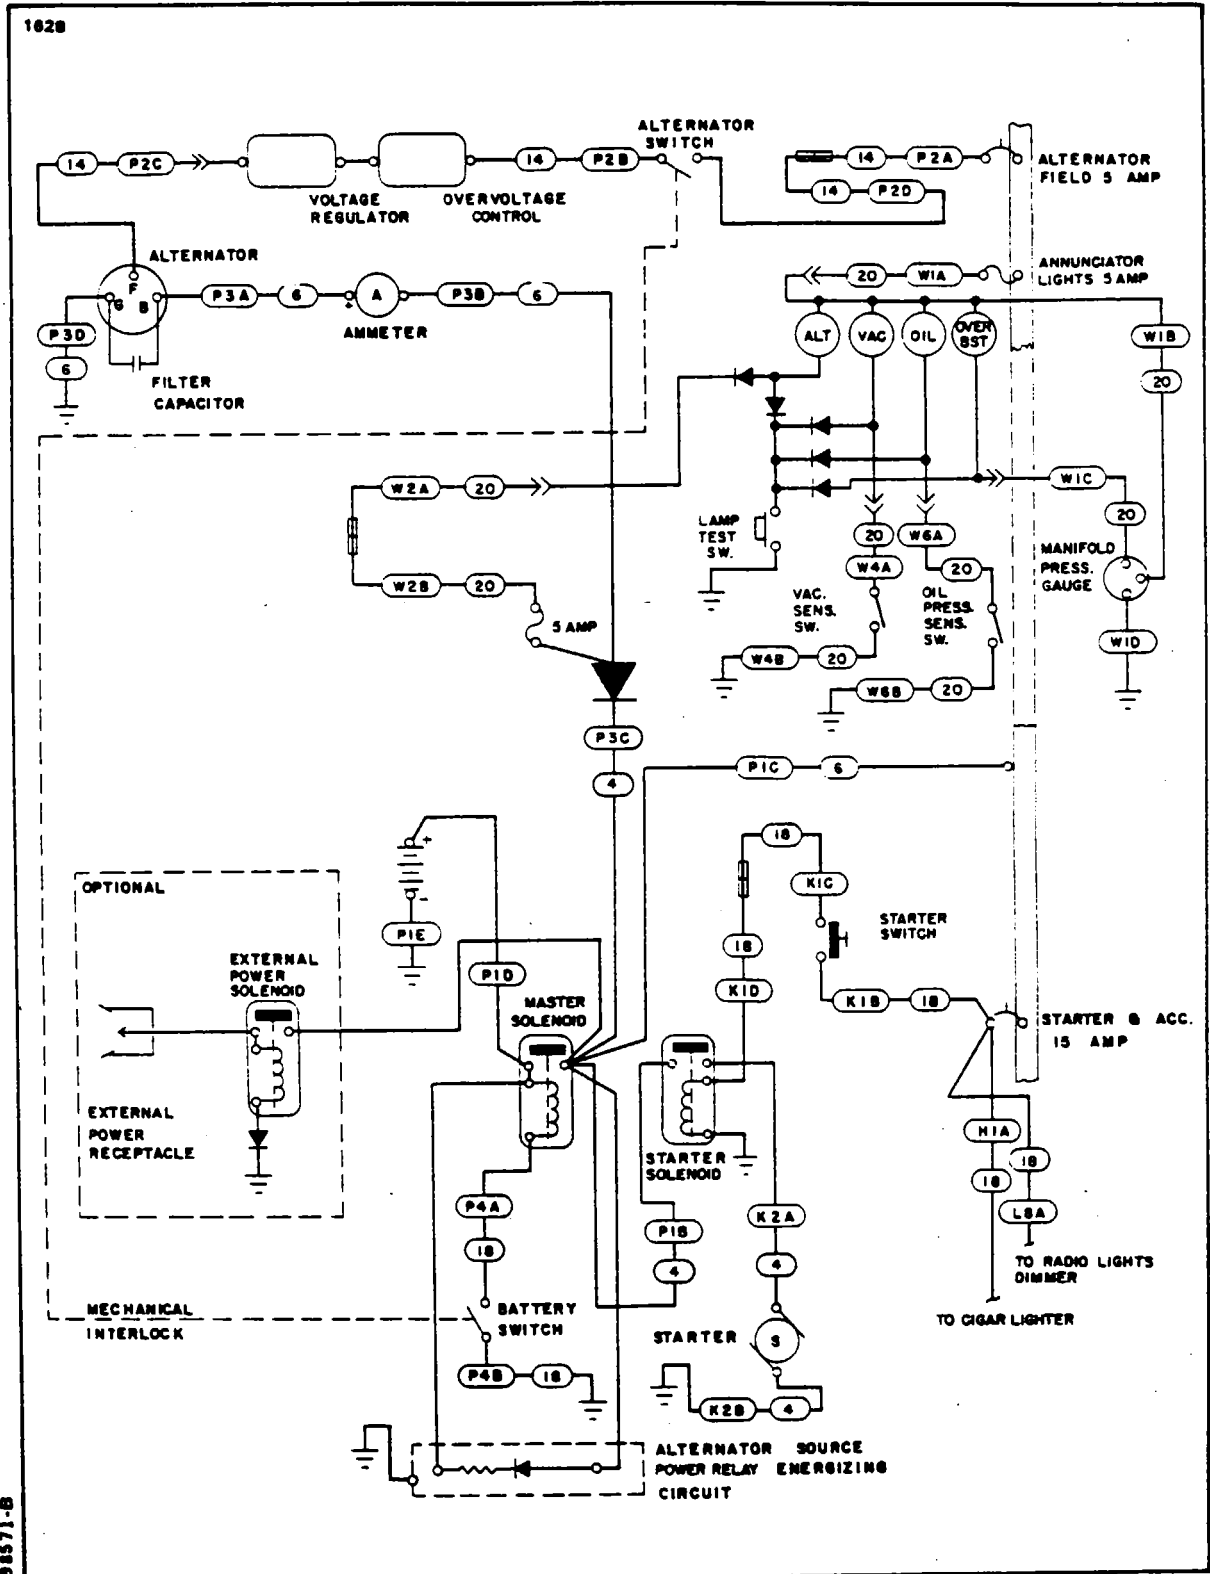 1628
ALTERNATOR
SWITCH
14 P2C
VOLTAGE
REGULATOR
OVERVOLTAGE
CONTROL
14 P2B
14 P2A
14 P2D
ALTERNATOR
FIELD 5 AMP
ALTERNATOR
F
G
B
P3A 6
A
+
AMMETER
P3B 6
P3D
6
FILTER
CAPACITOR
20 W1A
ANNUNCIATOR
LIGHTS 5 AMP
ALT
VAC
OIL
OVER
BST
W1B
20
W2A 20
W2B 20
5 AMP
LAMP
TEST
SW.
20
W4A
W6A
20
VAC.
SENS.
SW.
OIL
PRESS.
SENS.
SW.
W4B 20
W6B 20
W1C
20
MANIFOLD
PRESS.
GAUGE
W1D
P3C
4
P1C 6
+
-
P1E
P1D
18
K1C
STARTER
SWITCH
18
K1D
K1B 18
STARTER & ACC.
15 AMP
OPTIONAL
EXTERNAL
POWER
SOLENOID
EXTERNAL
POWER
RECEPTACLE
MASTER
SOLENOID
STARTER
SOLENOID
H1A
18
18
L8A
TO RADIO LIGHTS
DIMMER
TO CIGAR LIGHTER
P4A
18
P1B
4
K2A
4
MECHANICAL
INTERLOCK
BATTERY
SWITCH
STARTER
S
P4B 18
K2B 4
ALTERNATOR SOURCE
POWER RELAY ENERGIZING
CIRCUIT